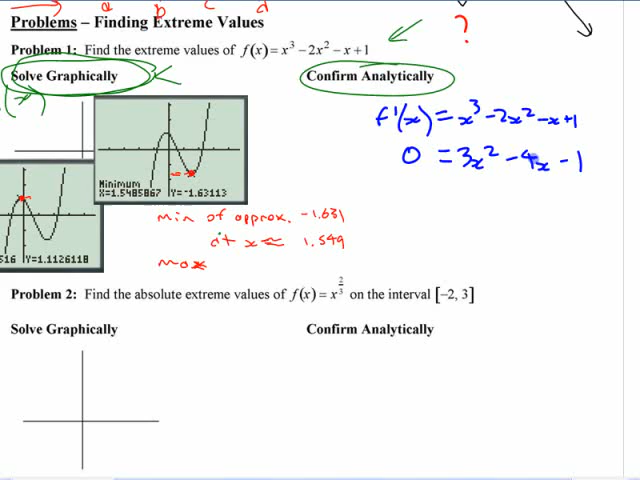 a b c d
Problems – Finding Extreme Values
?
Problem 1: Find the extreme values of f(x) = x³ – 2x² – x + 1
Solve Graphically
Confirm Analytically
(x)
f'(x) = x³ - 2x² - x + 1
0 = 3x² - 4x - 1
Minimum
X=1.5485867 Y=-1.63113
min of approx. -1.631
at x ≈ 1.549
max
516 Y=1.1126118
Problem 2: Find the absolute extreme values of f(x) = x^(2/3) on the interval [–2, 3]
Solve Graphically
Confirm Analytically